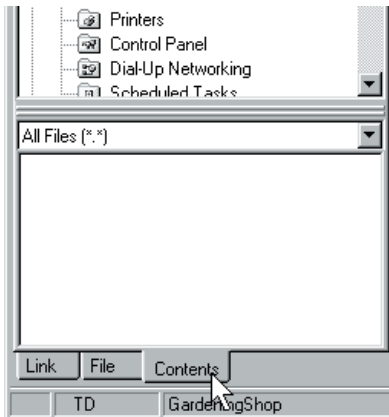 Printers
Control Panel
Dial-Up Networking
Scheduled Tasks
All Files (*.*)
Link File Contents
TD GardeningShop